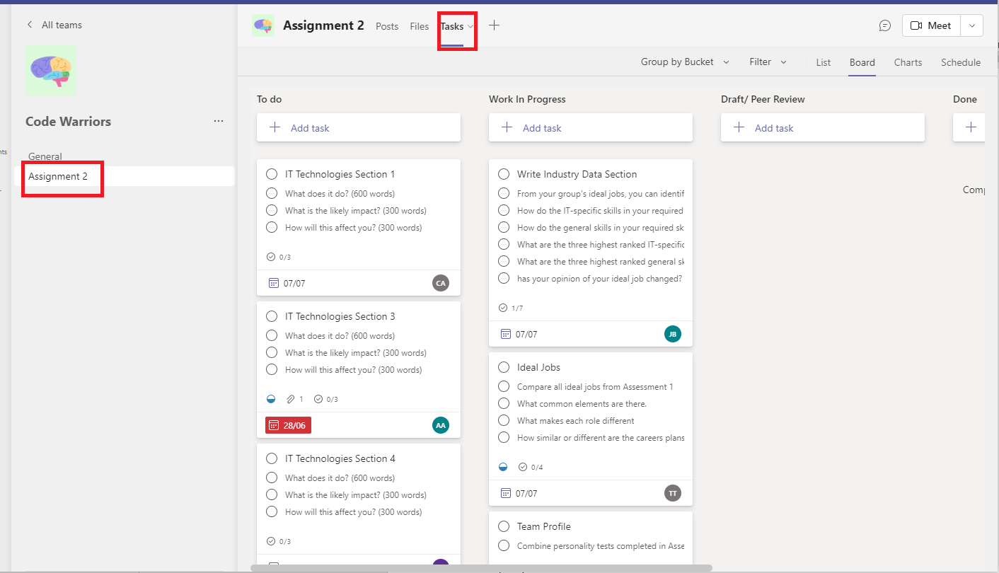 All teams
Code Warriors
...
General
Assignment 2
Assignment 2 Posts Files Tasks
Meet
Group by Bucket Filter List Board Charts Schedule
To do
Add task
IT Technologies Section 1
What does it do? (600 words)
What is the likely impact? (300 words)
How will this affect you? (300 words)
0/3
07/07 CA
IT Technologies Section 3
What does it do? (600 words)
What is the likely impact? (300 words)
How will this affect you? (300 words)
1 0/3
28/06 AA
IT Technologies Section 4
What does it do? (600 words)
What is the likely impact? (300 words)
How will this affect you? (300 words)
0/3
Work In Progress
Add task
Write Industry Data Section
From your group's ideal jobs, you can identif
How do the IT-specific skills in your required
How do the general skills in your required sk
What are the three highest ranked IT-specific
What are the three highest ranked general sk
has your opinion of your ideal job changed?
1/7
07/07 JB
Ideal Jobs
Compare all ideal jobs from Assessment 1
What common elements are there.
What makes each role different
How similar or different are the careers plans
0/4
07/07 TT
Team Profile
Combine personality tests completed in Asse
Draft/ Peer Review
Add task
Done
Comp